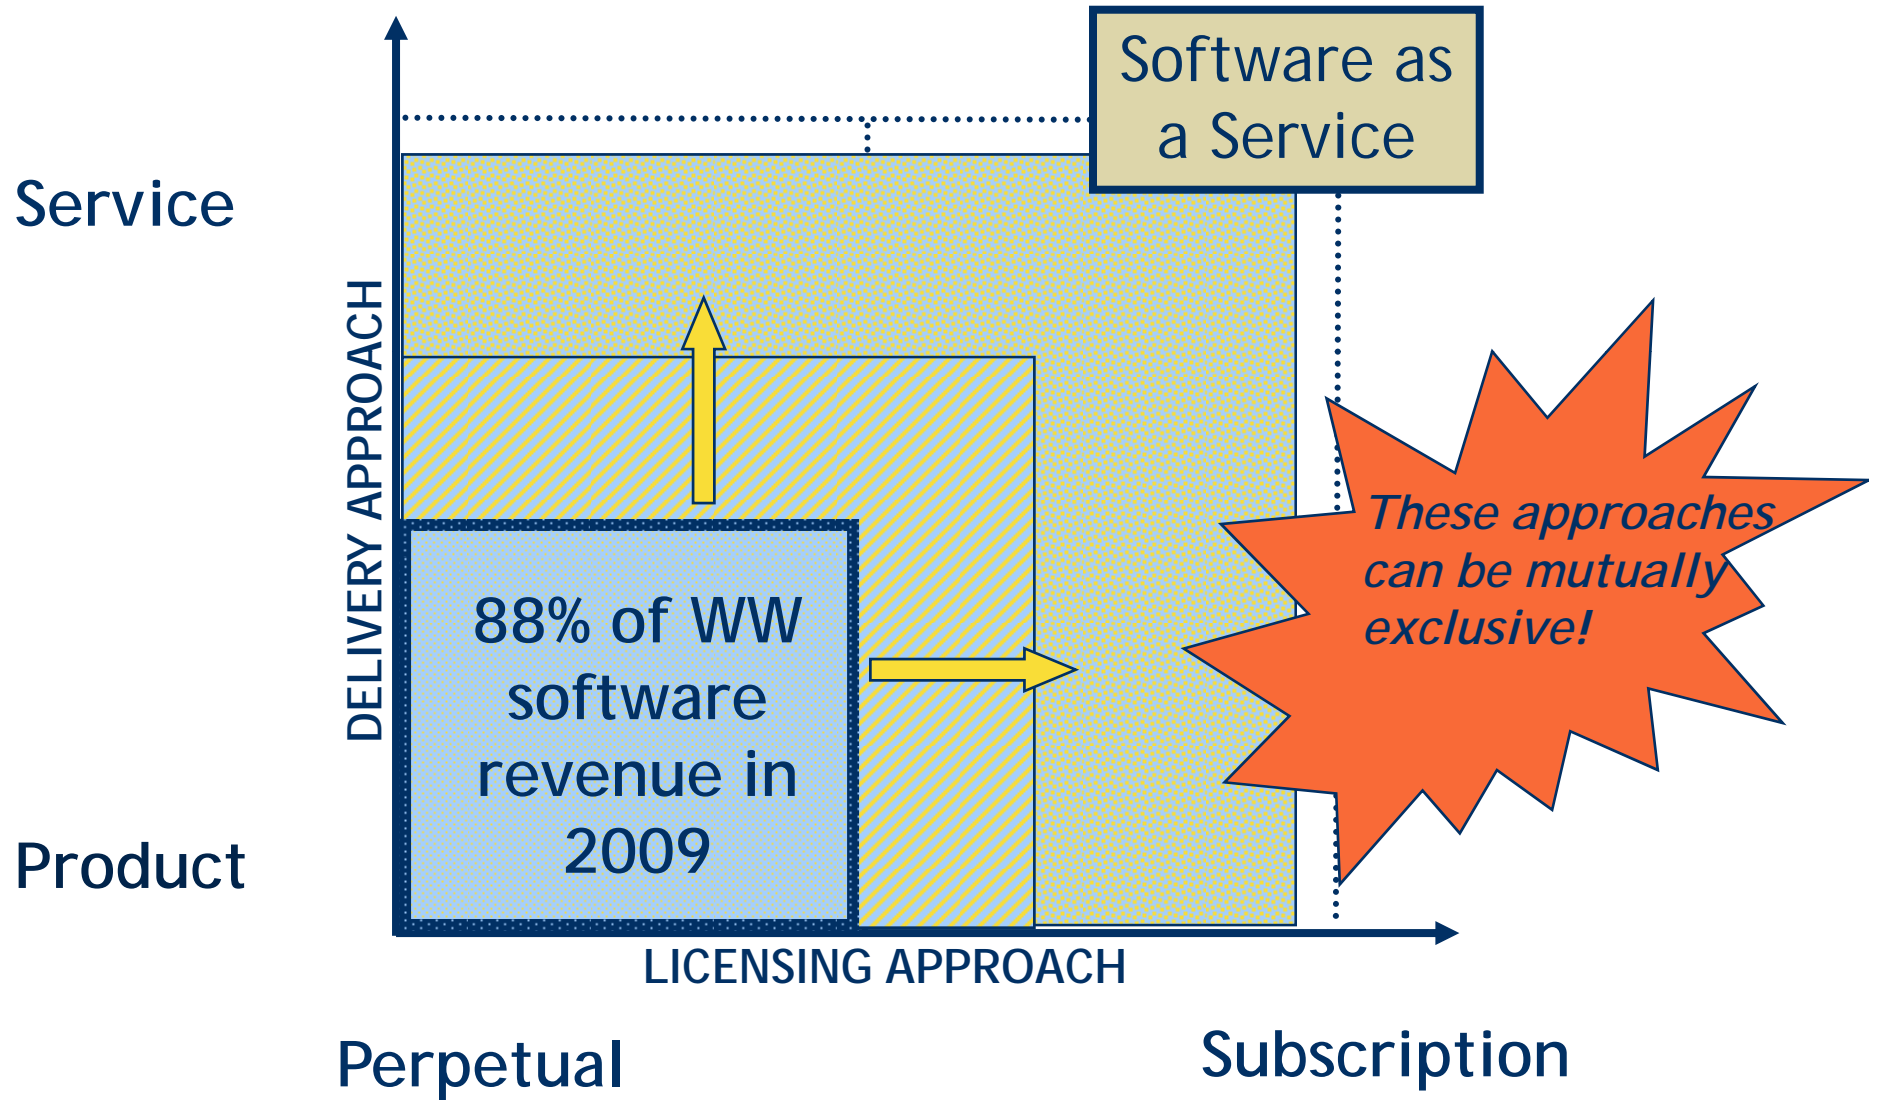 Software as
a Service
Service
DELIVERY APPROACH
These approaches
can be mutually
exclusive!
88% of WW
software
revenue in
2009
Product
LICENSING APPROACH
Perpetual
Subscription